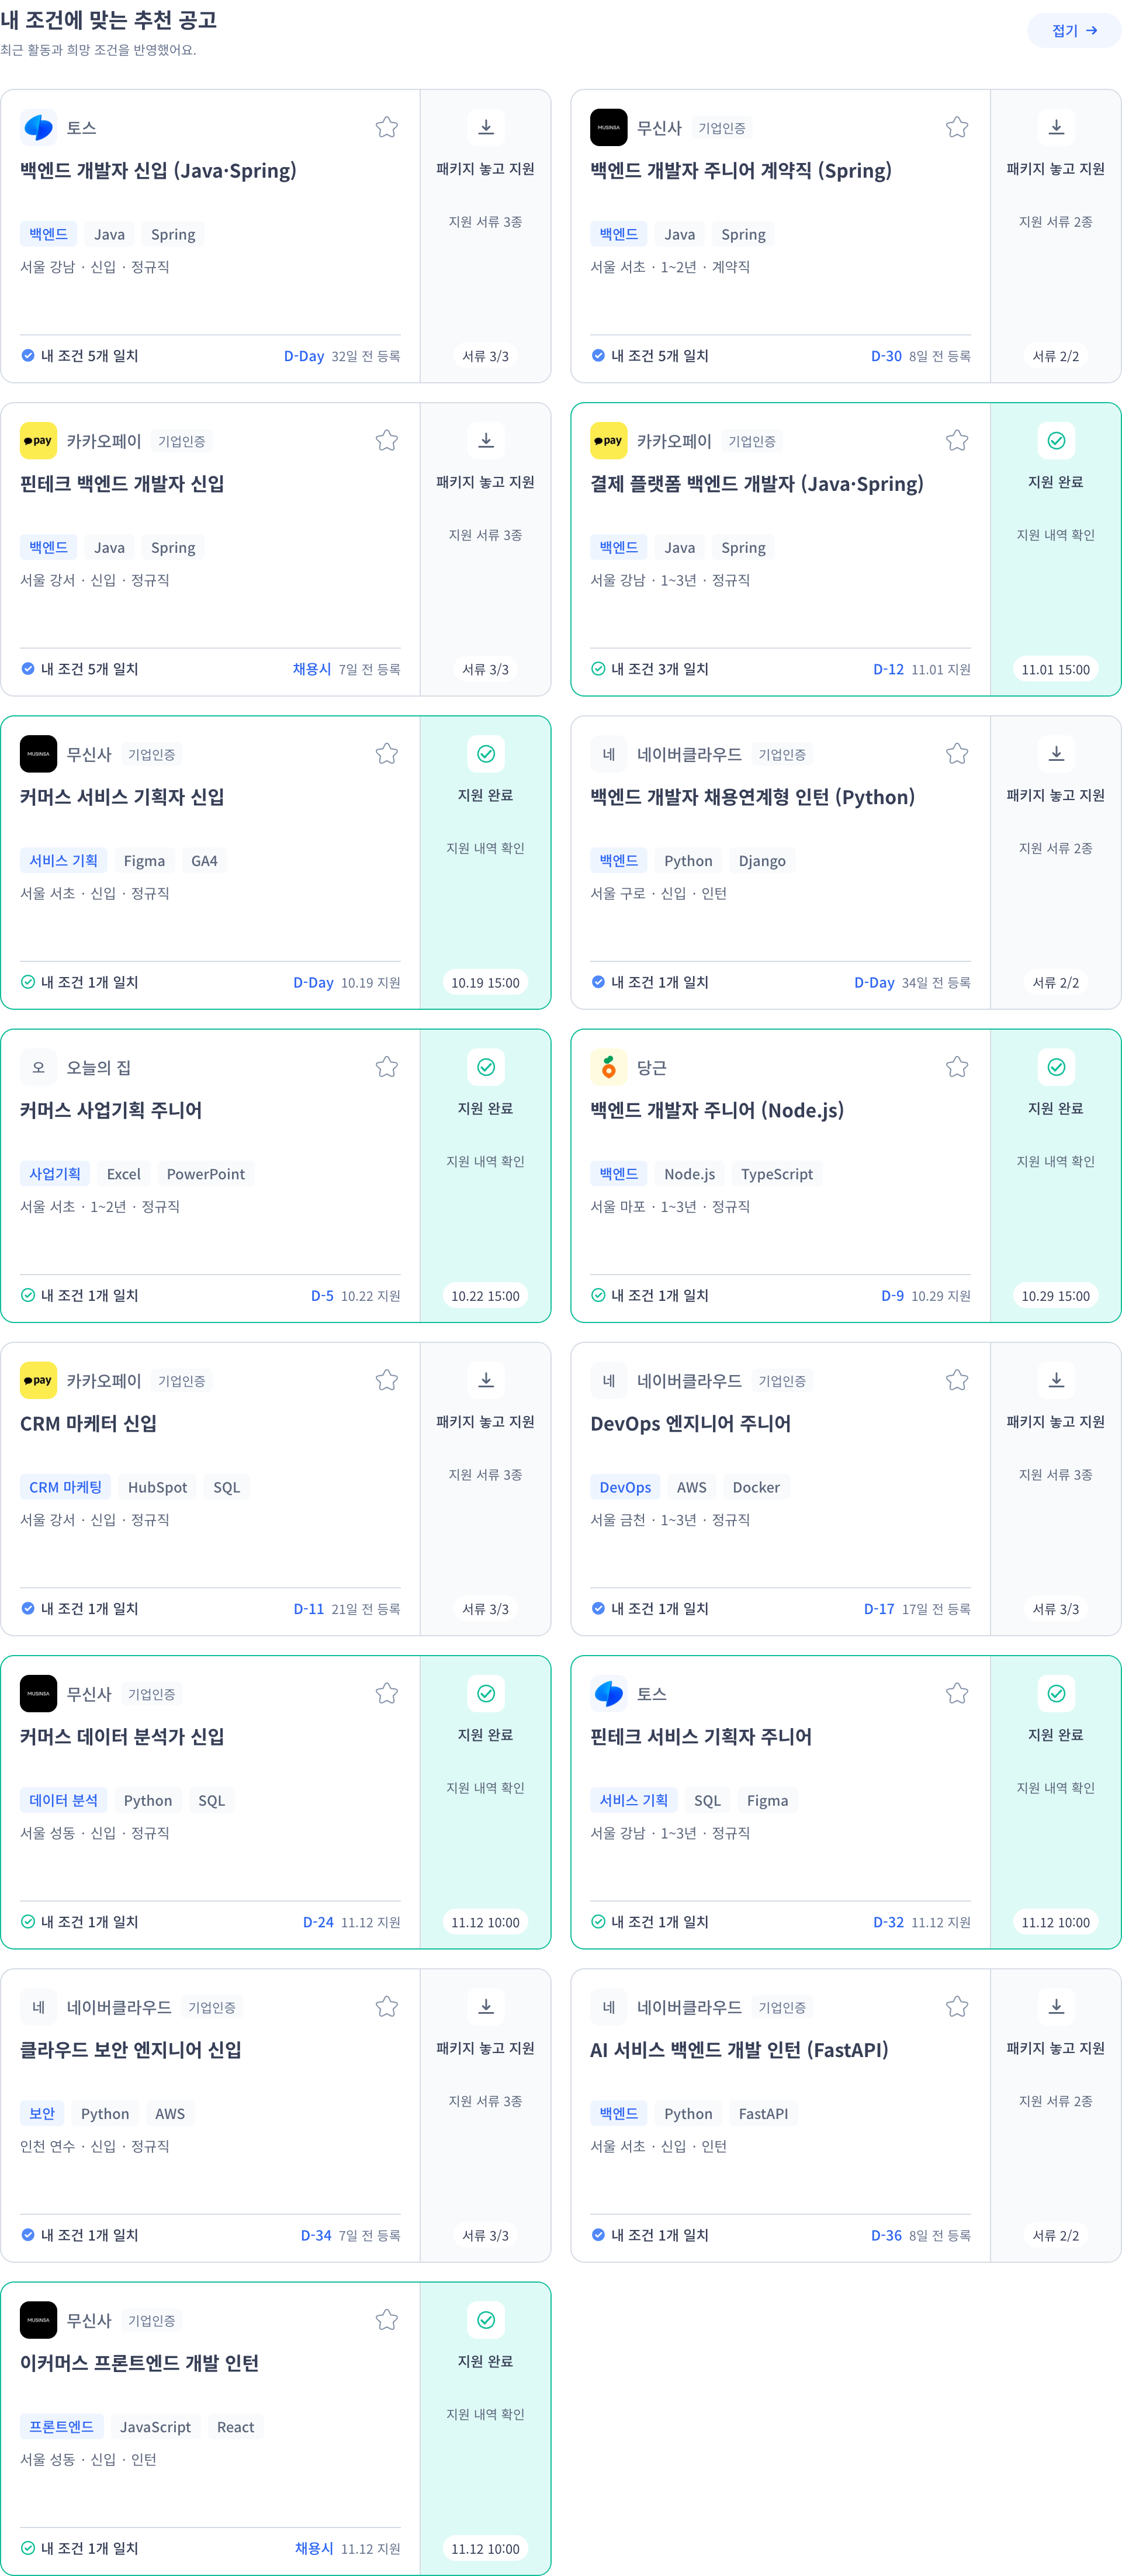 내 조건에 맞는 추천 공고
최근 활동과 희망 조건을 반영했어요.
접기 →
토스
백엔드 개발자 신입 (Java·Spring)
백엔드 Java Spring
서울 강남 · 신입 · 정규직
내 조건 5개 일치 D-Day 32일 전 등록
패키지 놓고 지원
지원 서류 3종
서류 3/3
MUSINSA 무신사 기업인증
백엔드 개발자 주니어 계약직 (Spring)
백엔드 Java Spring
서울 서초 · 1~2년 · 계약직
내 조건 5개 일치 D-30 8일 전 등록
패키지 놓고 지원
지원 서류 2종
서류 2/2
pay 카카오페이 기업인증
핀테크 백엔드 개발자 신입
백엔드 Java Spring
서울 강서 · 신입 · 정규직
내 조건 5개 일치 채용시 7일 전 등록
패키지 놓고 지원
지원 서류 3종
서류 3/3
pay 카카오페이 기업인증
결제 플랫폼 백엔드 개발자 (Java·Spring)
백엔드 Java Spring
서울 강남 · 1~3년 · 정규직
내 조건 3개 일치 D-12 11.01 지원
지원 완료
지원 내역 확인
11.01 15:00
MUSINSA 무신사 기업인증
커머스 서비스 기획자 신입
서비스 기획 Figma GA4
서울 서초 · 신입 · 정규직
내 조건 1개 일치 D-Day 10.19 지원
지원 완료
지원 내역 확인
10.19 15:00
네 네이버클라우드 기업인증
백엔드 개발자 채용연계형 인턴 (Python)
백엔드 Python Django
서울 구로 · 신입 · 인턴
내 조건 1개 일치 D-Day 34일 전 등록
패키지 놓고 지원
지원 서류 2종
서류 2/2
오 오늘의 집
커머스 사업기획 주니어
사업기획 Excel PowerPoint
서울 서초 · 1~2년 · 정규직
내 조건 1개 일치 D-5 10.22 지원
지원 완료
지원 내역 확인
10.22 15:00
당근
백엔드 개발자 주니어 (Node.js)
백엔드 Node.js TypeScript
서울 마포 · 1~3년 · 정규직
내 조건 1개 일치 D-9 10.29 지원
지원 완료
지원 내역 확인
10.29 15:00
pay 카카오페이 기업인증
CRM 마케터 신입
CRM 마케팅 HubSpot SQL
서울 강서 · 신입 · 정규직
내 조건 1개 일치 D-11 21일 전 등록
패키지 놓고 지원
지원 서류 3종
서류 3/3
네 네이버클라우드 기업인증
DevOps 엔지니어 주니어
DevOps AWS Docker
서울 금천 · 1~3년 · 정규직
내 조건 1개 일치 D-17 17일 전 등록
패키지 놓고 지원
지원 서류 3종
서류 3/3
MUSINSA 무신사 기업인증
커머스 데이터 분석가 신입
데이터 분석 Python SQL
서울 성동 · 신입 · 정규직
내 조건 1개 일치 D-24 11.12 지원
지원 완료
지원 내역 확인
11.12 10:00
토스
핀테크 서비스 기획자 주니어
서비스 기획 SQL Figma
서울 강남 · 1~3년 · 정규직
내 조건 1개 일치 D-32 11.12 지원
지원 완료
지원 내역 확인
11.12 10:00
네 네이버클라우드 기업인증
클라우드 보안 엔지니어 신입
보안 Python AWS
인천 연수 · 신입 · 정규직
내 조건 1개 일치 D-34 7일 전 등록
패키지 놓고 지원
지원 서류 3종
서류 3/3
네 네이버클라우드 기업인증
AI 서비스 백엔드 개발 인턴 (FastAPI)
백엔드 Python FastAPI
서울 서초 · 신입 · 인턴
내 조건 1개 일치 D-36 8일 전 등록
패키지 놓고 지원
지원 서류 2종
서류 2/2
MUSINSA 무신사 기업인증
이커머스 프론트엔드 개발 인턴
프론트엔드 JavaScript React
서울 성동 · 신입 · 인턴
내 조건 1개 일치 채용시 11.12 지원
지원 완료
지원 내역 확인
11.12 10:00